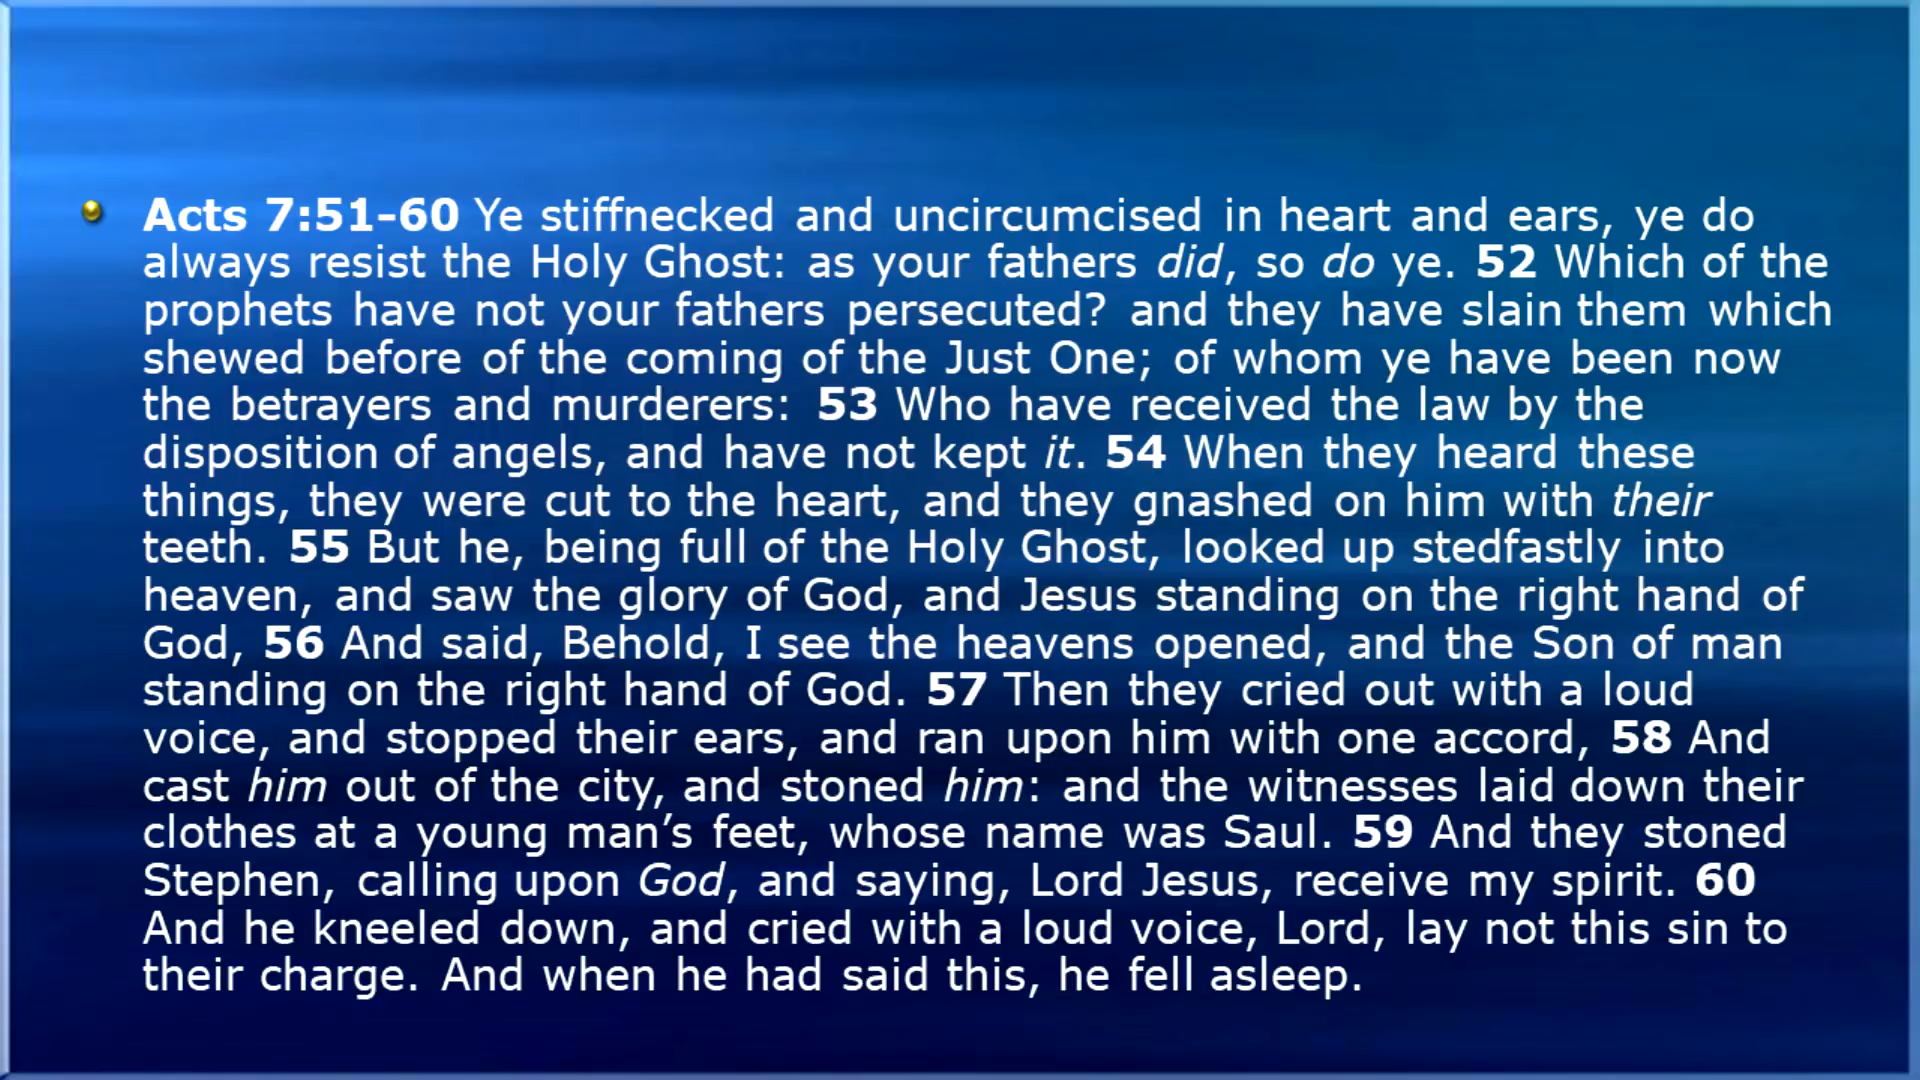 Acts 7:51-60 Ye stiffnecked and uncircumcised in heart and ears, ye do
always resist the Holy Ghost: as your fathers did, so do ye. 52 Which of the
prophets have not your fathers persecuted? and they have slain them which
shewed before of the coming of the Just One; of whom ye have been now
the betrayers and murderers: 53 Who have received the law by the
disposition of angels, and have not kept it. 54 When they heard these
things, they were cut to the heart, and they gnashed on him with their
teeth. 55 But he, being full of the Holy Ghost, looked up stedfastly into
heaven, and saw the glory of God, and Jesus standing on the right hand of
God, 56 And said, Behold, I see the heavens opened, and the Son of man
standing on the right hand of God. 57 Then they cried out with a loud
voice, and stopped their ears, and ran upon him with one accord, 58 And
cast him out of the city, and stoned him: and the witnesses laid down their
clothes at a young man’s feet, whose name was Saul. 59 And they stoned
Stephen, calling upon God, and saying, Lord Jesus, receive my spirit. 60
And he kneeled down, and cried with a loud voice, Lord, lay not this sin to
their charge. And when he had said this, he fell asleep.